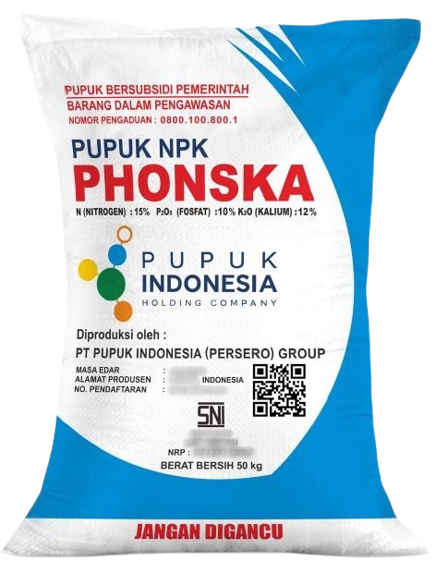 PUPUK BERSUBSIDI PEMERINTAH
BARANG DALAM PENGAWASAN
NOMOR PENGADUAN : 0800.100.800.1
PUPUK NPK
PHONSKA
N (NITROGEN) : 15% P₂O₅ (FOSFAT) :10% K₂O (KALIUM) :12%
PUPUK
INDONESIA
HOLDING COMPANY
Diproduksi oleh :
PT PUPUK INDONESIA (PERSERO) GROUP
MASA EDAR :
ALAMAT PRODUSEN : INDONESIA
NO. PENDAFTARAN :
SNI
NRP :
BERAT BERSIH 50 kg
JANGAN DIGANCU